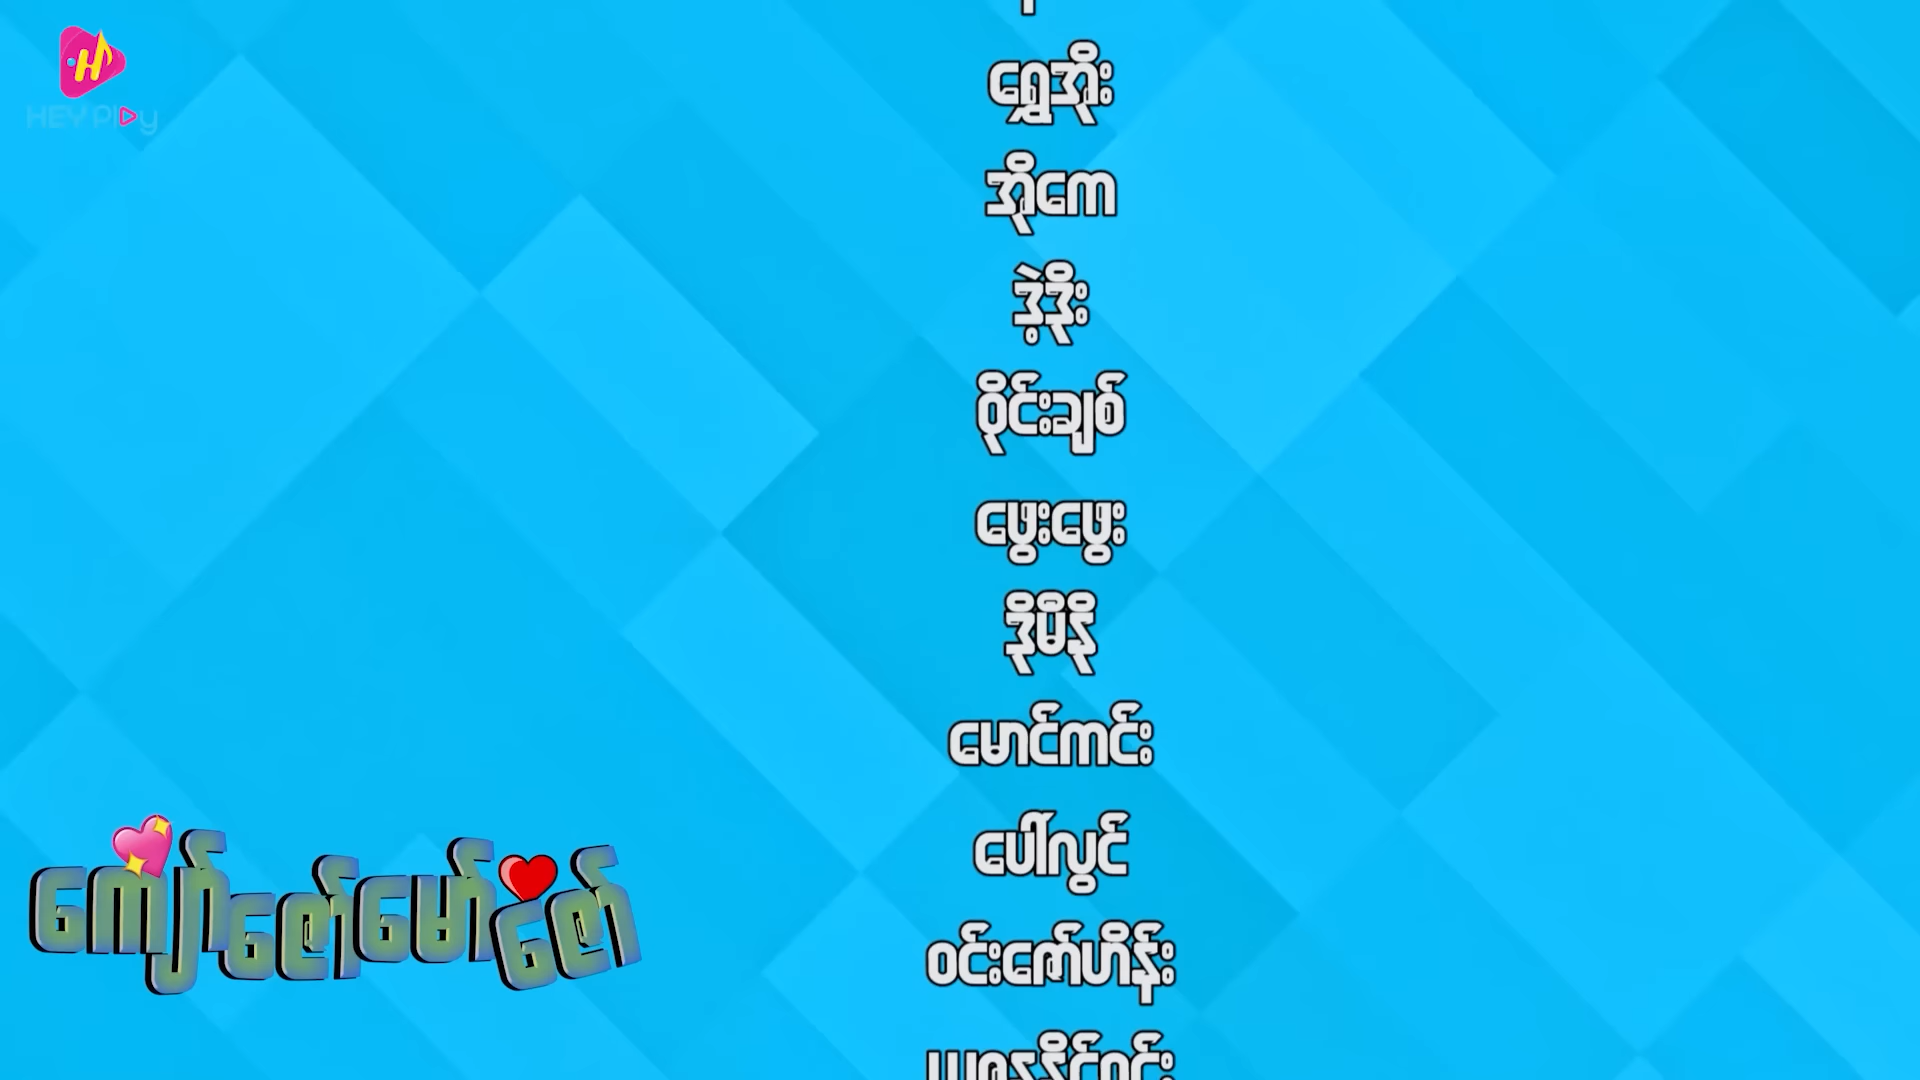 HEY Play
ရွှေအိုး
အိုကေ
ဒဲ့ဒိုး
ဝိုင်းချစ်
ဖွေးဖွေး
ဒိုမီနို
မောင်ကင်း
ပေါ်လွင်
ဝင်းဇော်ဟိန်း
ကျော်ဇော်မော်ဇော်